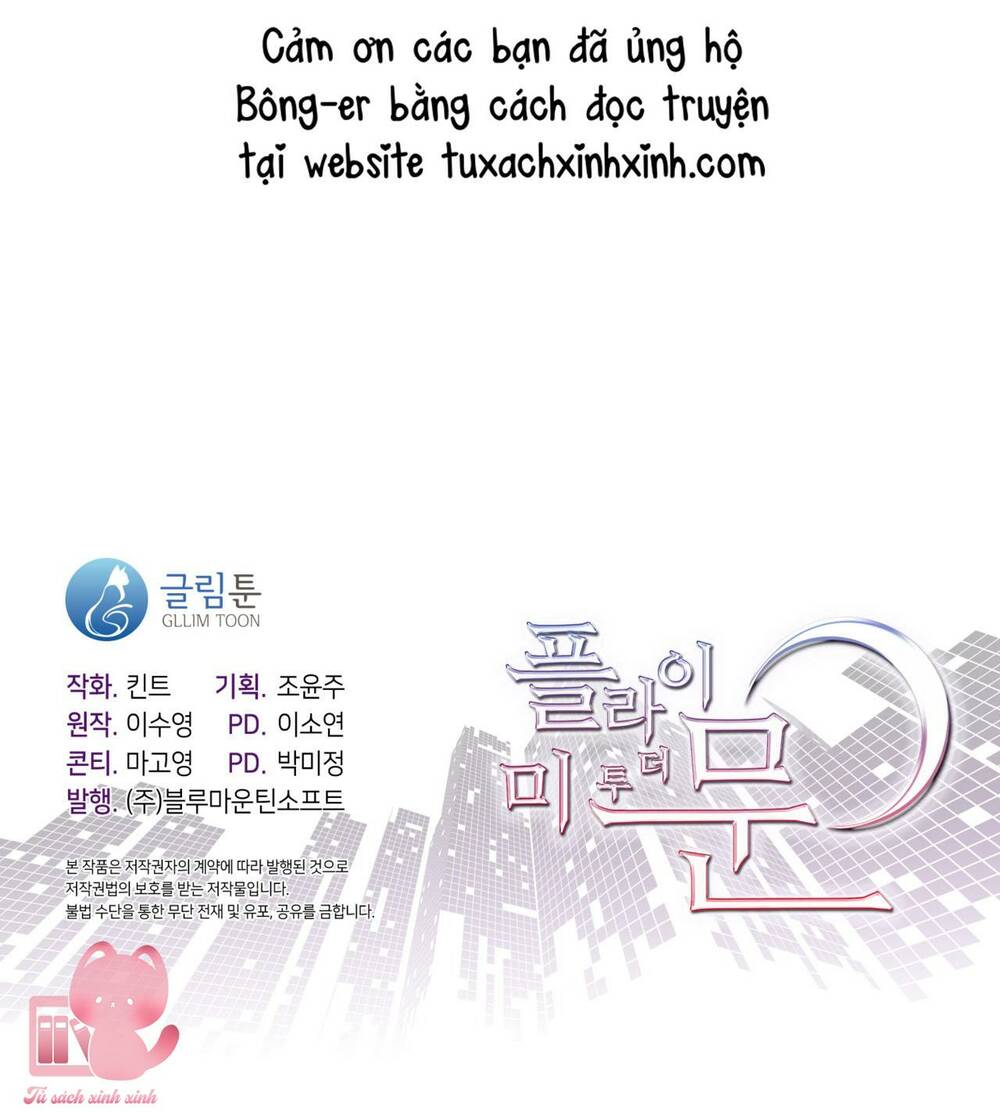 Cảm ơn các bạn đã ủng hộ
Bông-er bằng cách đọc truyện
tại website tuxachxinhxinh.com
글림툰
GLLIM TOON
작화. 킨트 기획. 조윤주
원작. 이수영 PD. 이소연
콘티. 마고영 PD. 박미정
발행. (주)블루마운틴소프트
본 작품은 저작권자의 계약에 따라 발행된 것으로
저작권법의 보호를 받는 저작물입니다.
불법 수단을 통한 무단 전재 및 유포, 공유를 금합니다.
플라이
미 투 더 문
Tủ sách xinh xinh